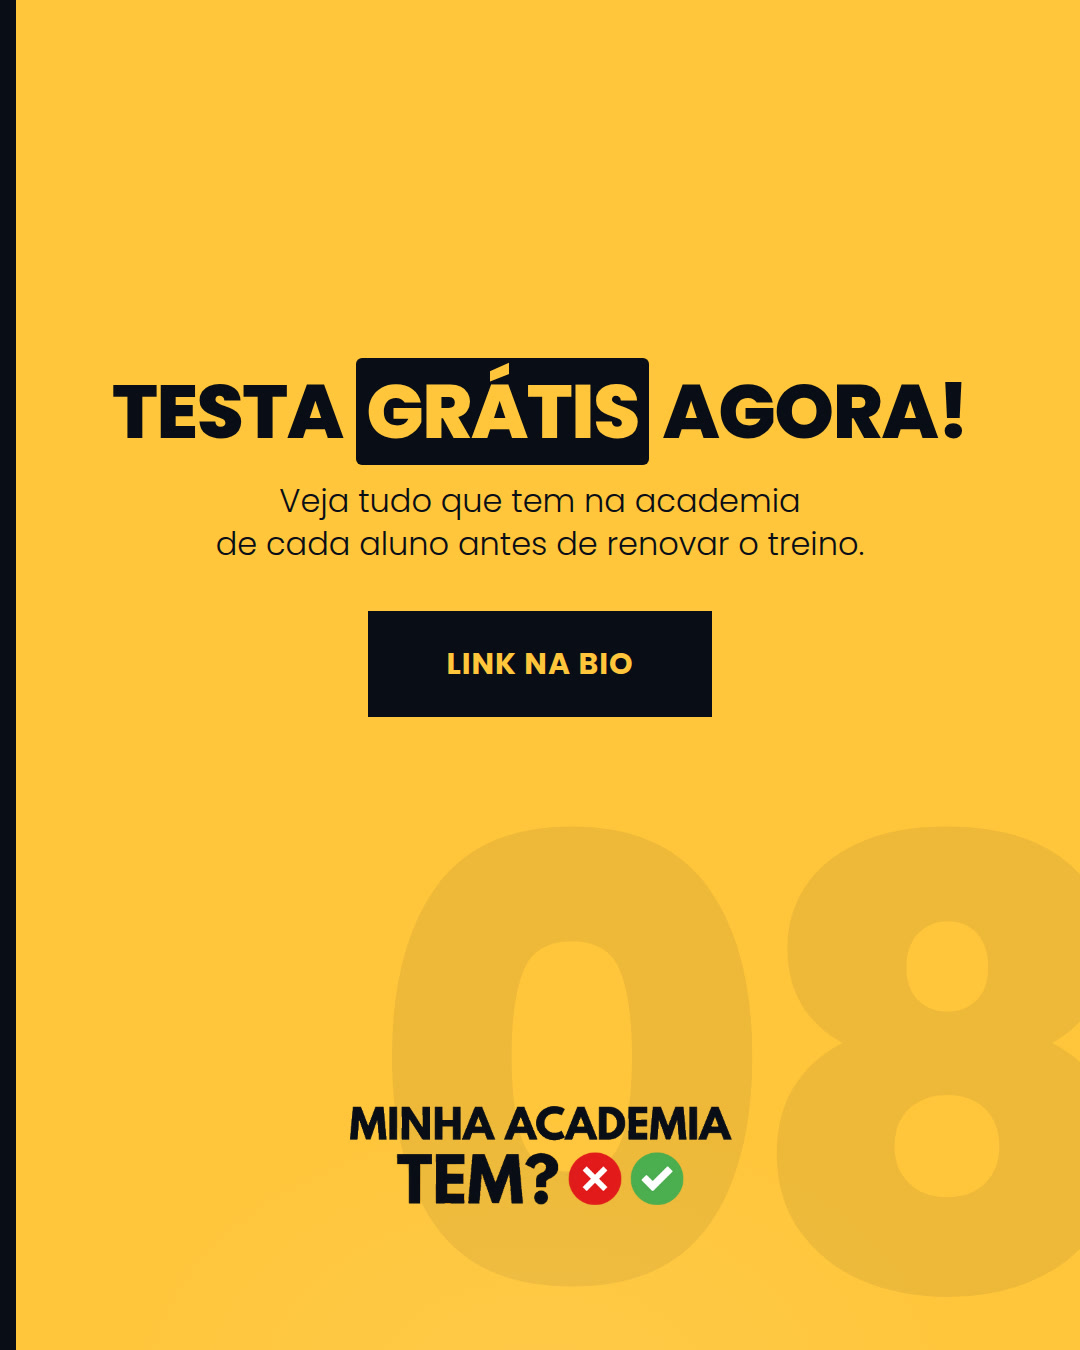 TESTA GRÁTIS AGORA!
Veja tudo que tem na academia
de cada aluno antes de renovar o treino.
LINK NA BIO
08
MINHA ACADEMIA
TEM?